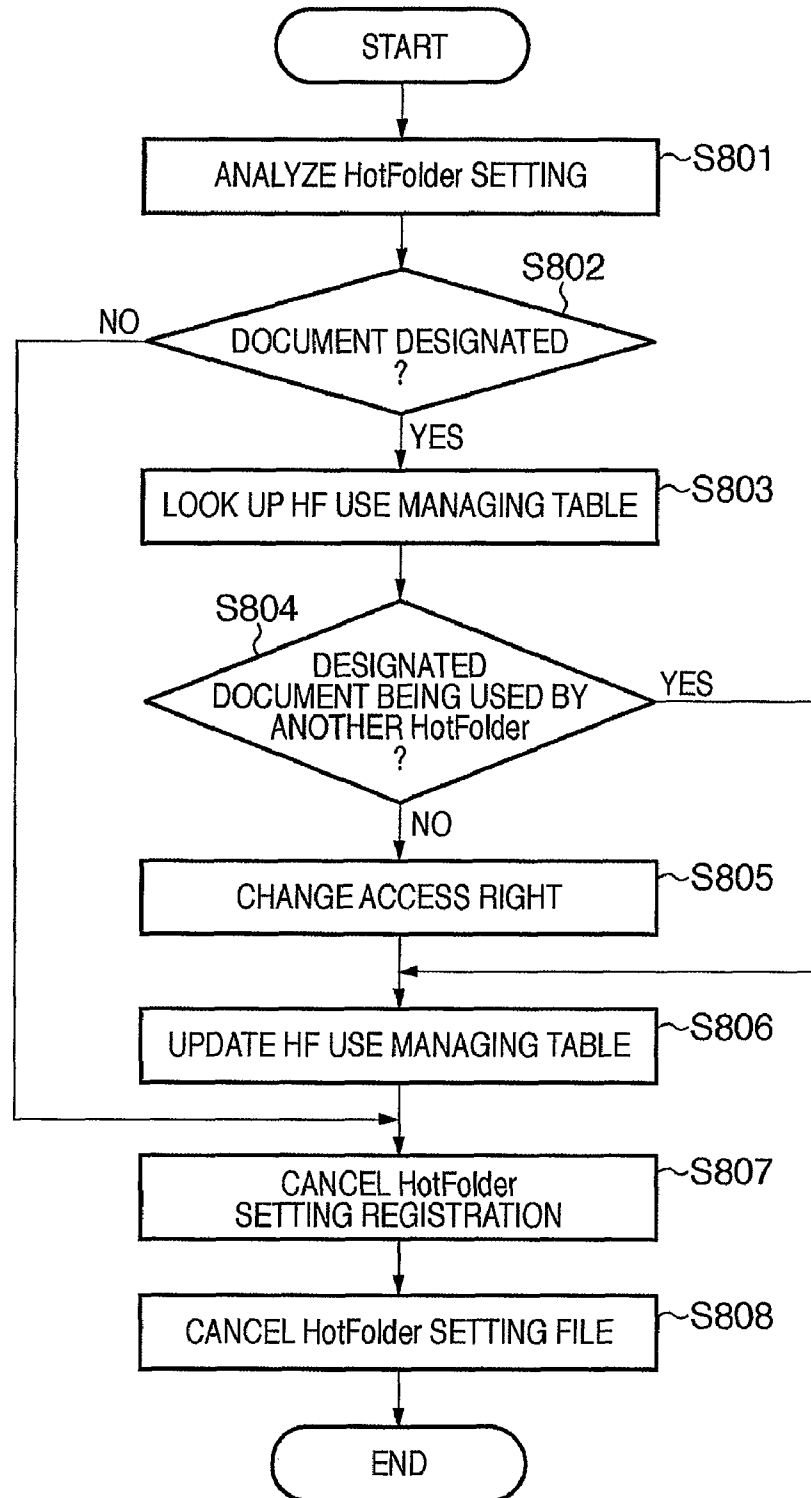 START
ANALYZE HotFolder SETTING
S801
S802
NO
DOCUMENT DESIGNATED
?
YES
LOOK UP HF USE MANAGING TABLE
S803
S804
DESIGNATED
DOCUMENT BEING USED BY
ANOTHER HotFolder
?
YES
NO
CHANGE ACCESS RIGHT
S805
UPDATE HF USE MANAGING TABLE
S806
CANCEL HotFolder
SETTING REGISTRATION
S807
CANCEL HotFolder SETTING FILE
S808
END